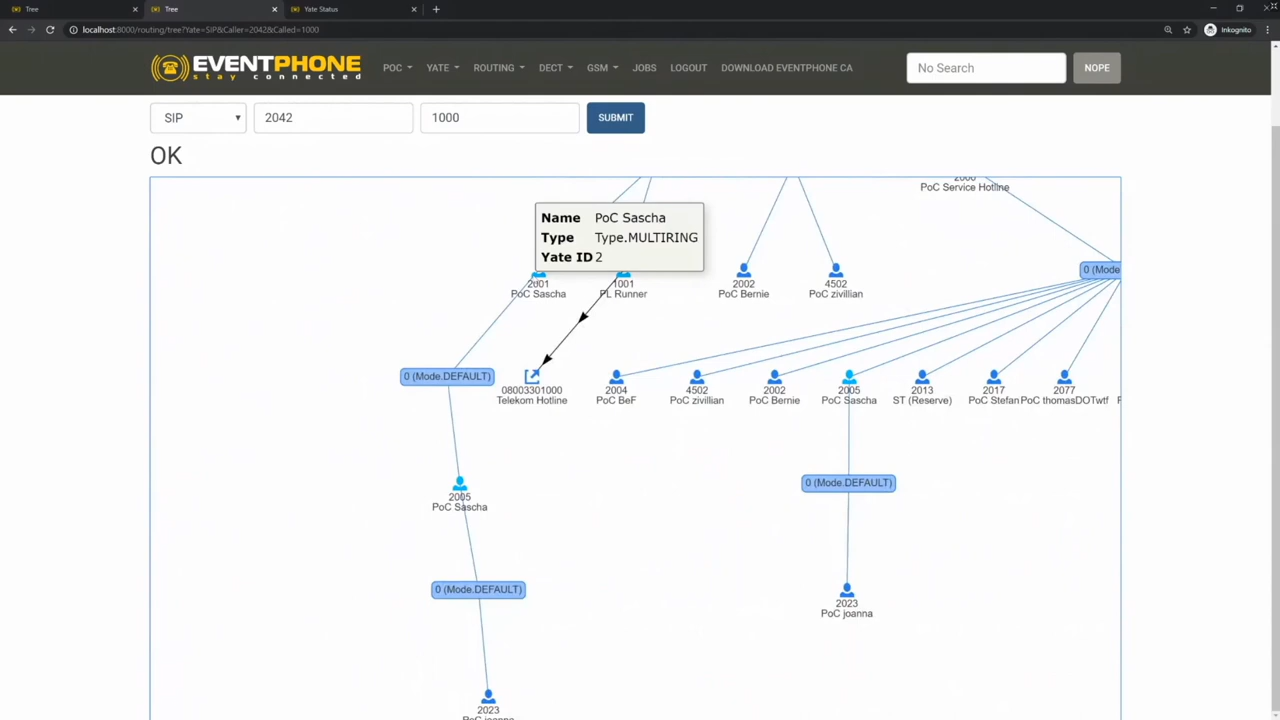 Tree
Tree
Yate Status
localhost:8000/routing/tree?Yate=SIP&Caller=2042&Called=1000
Inkognito
EVENTPHONE
stay connected
POC
YATE
ROUTING
DECT
GSM
JOBS
LOGOUT
DOWNLOAD EVENTPHONE CA
No Search
NOPE
SIP
2042
1000
SUBMIT
OK
2000
PoC Service Hotline
Name PoC Sascha
Type Type.MULTIRING
Yate ID 2
0 (Mode
2001
PoC Sascha
1001
PL Runner
2002
PoC Bernie
4502
PoC zivillian
0 (Mode.DEFAULT)
08003301000
Telekom Hotline
2004
PoC BeF
4502
PoC zivillian
2002
PoC Bernie
2005
PoC Sascha
2013
ST (Reserve)
2017
PoC Stefan
2077
PoC thomasDOTwtf
0 (Mode.DEFAULT)
2005
PoC Sascha
0 (Mode.DEFAULT)
2023
PoC joanna
2023
PoC joanna